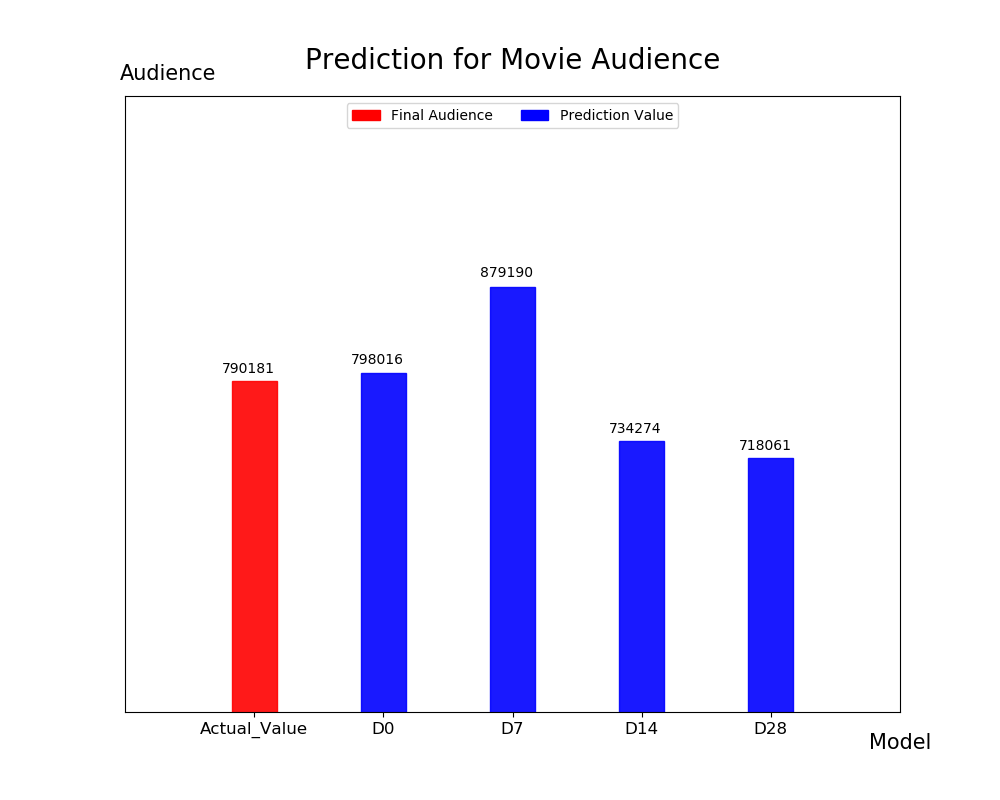 Prediction for Movie Audience
Audience
Final Audience Prediction Value
879190
798016
790181
734274
718061
Actual_Value D0 D7 D14 D28
Model